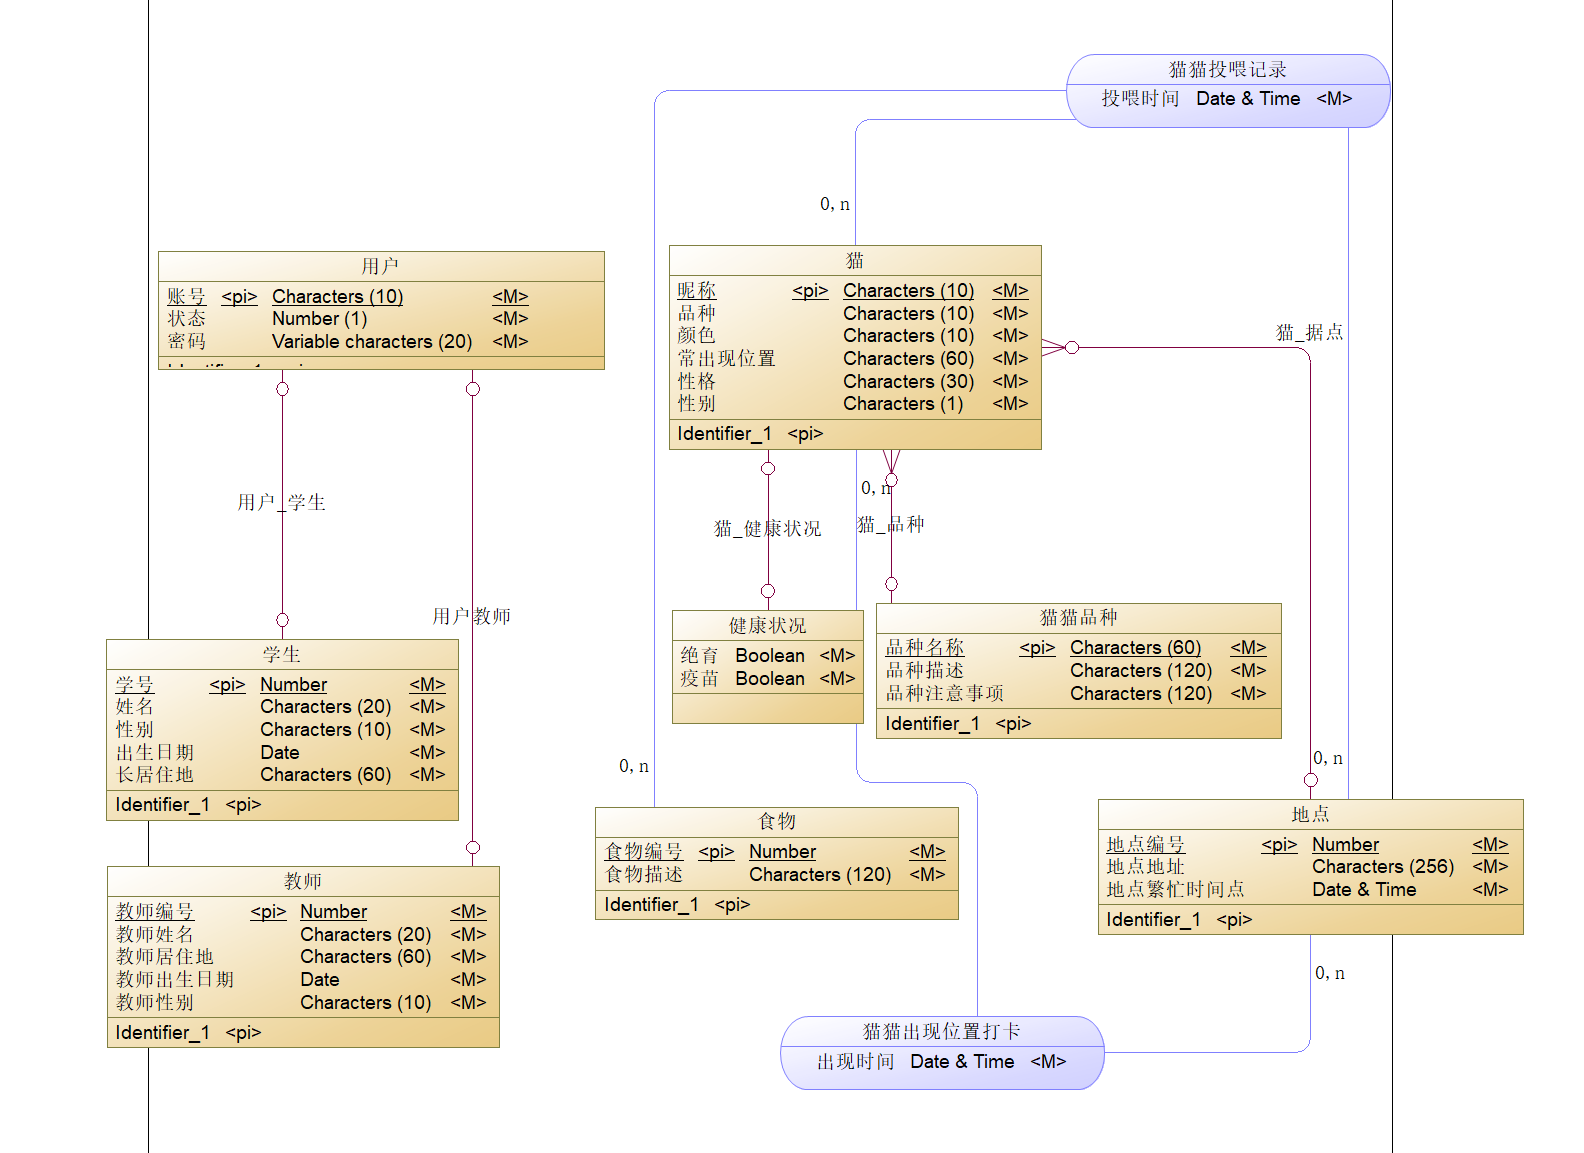 猫猫投喂记录
投喂时间 Date & Time <M>
0,n
用户
账号 <pi> Characters (10) <M>
状态 Number (1) <M>
密码 Variable characters (20) <M>
猫
昵称 <pi> Characters (10) <M>
品种 Characters (10) <M>
颜色 Characters (10) <M>
常出现位置 Characters (60) <M>
性格 Characters (30) <M>
性别 Characters (1) <M>
Identifier_1 <pi>
猫_据点
0,n
用户_学生
猫_健康状况
猫_品种
用户教师
学生
学号 <pi> Number <M>
姓名 Characters (20) <M>
性别 Characters (10) <M>
出生日期 Date <M>
长居住地 Characters (60) <M>
Identifier_1 <pi>
健康状况
绝育 Boolean <M>
疫苗 Boolean <M>
猫猫品种
品种名称 <pi> Characters (60) <M>
品种描述 Characters (120) <M>
品种注意事项 Characters (120) <M>
Identifier_1 <pi>
0,n
0,n
食物
食物编号 <pi> Number <M>
食物描述 Characters (120) <M>
Identifier_1 <pi>
地点
地点编号 <pi> Number <M>
地点地址 Characters (256) <M>
地点繁忙时间点 Date & Time <M>
Identifier_1 <pi>
教师
教师编号 <pi> Number <M>
教师姓名 Characters (20) <M>
教师居住地 Characters (60) <M>
教师出生日期 Date <M>
教师性别 Characters (10) <M>
Identifier_1 <pi>
0,n
猫猫出现位置打卡
出现时间 Date & Time <M>